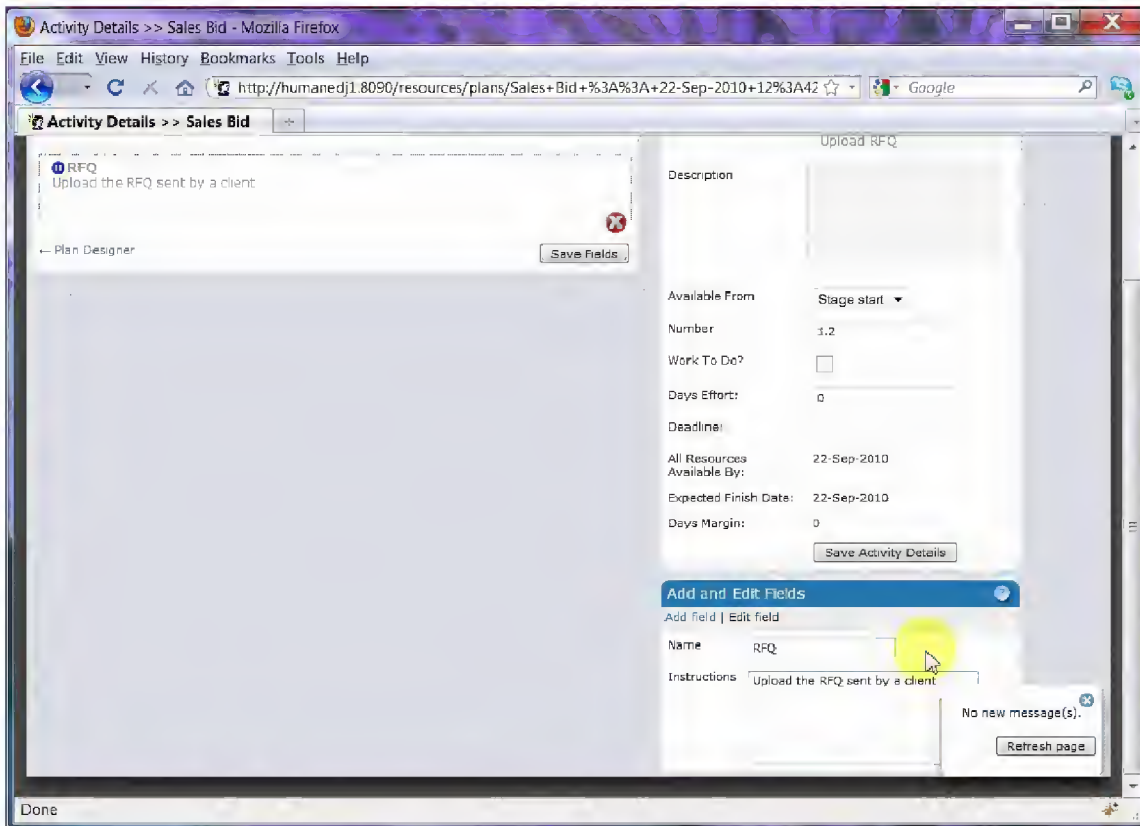 Activity Details >> Sales Bid - Mozilla Firefox
File Edit View History Bookmarks Tools Help
http://humanedj1:8090/resources/plans/Sales+Bid+%3A%3A+22-Sep-2010+12%3A42
Google
Activity Details >> Sales Bid
Upload RFQ
RFQ
Upload the RFQ sent by a client
← Plan Designer
Save Fields
Description
Available From Stage start
Number 1.2
Work To Do?
Days Effort: 0
Deadline:
All Resources
Available By: 22-Sep-2010
Expected Finish Date: 22-Sep-2010
Days Margin: 0
Save Activity Details
Add and Edit Fields
Add field | Edit field
Name RFQ
Instructions Upload the RFQ sent by a client
No new message(s).
Refresh page
Done